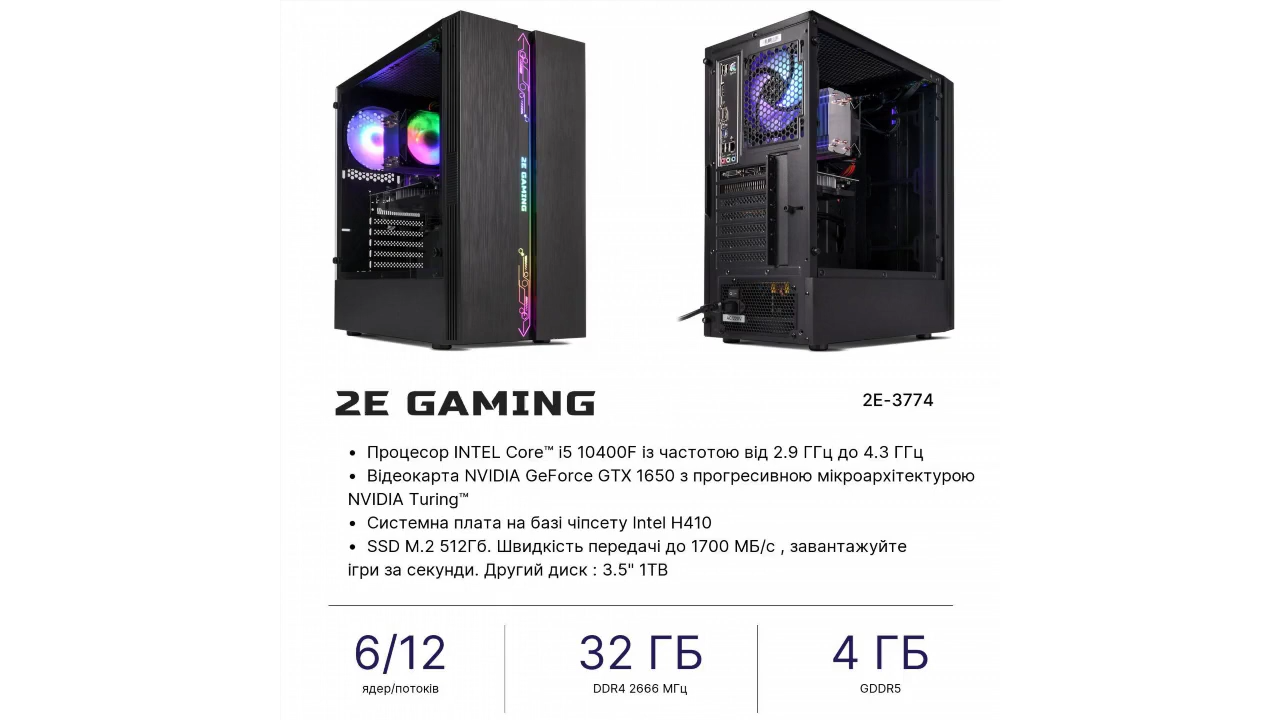 2E GAMING
2E GAMING
2E-3774
• Процесор INTEL Core™ i5 10400F із частотою від 2.9 ГГц до 4.3 ГГц
• Відеокарта NVIDIA GeForce GTX 1650 з прогресивною мікроархітектурою
NVIDIA Turing™
• Системна плата на базі чіпсету Intel H410
• SSD M.2 512Гб. Швидкість передачі до 1700 МБ/с , завантажуйте
ігри за секунди. Другий диск : 3.5" 1TB
6/12
ядер/потоків
32 ГБ
DDR4 2666 МГц
4 ГБ
GDDR5